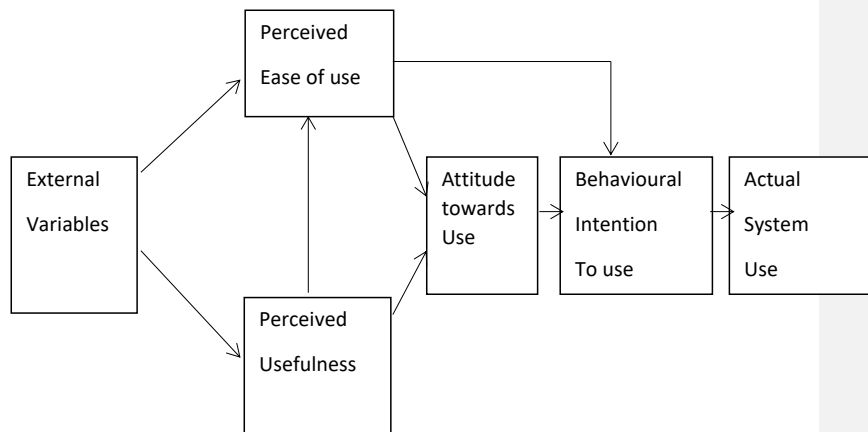 Perceived
Ease of use
External
Variables
Attitude
towards
Use
Behavioural
Intention
To use
Actual
System
Use
Perceived
Usefulness